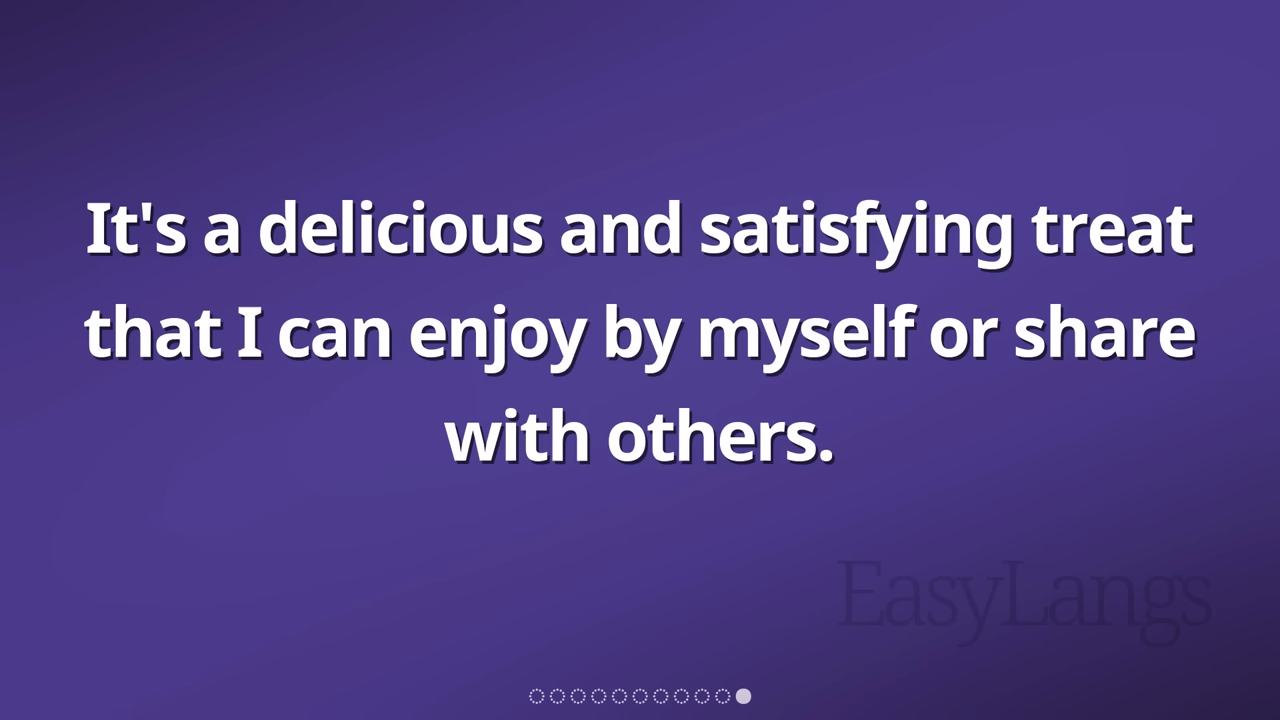 It's a delicious and satisfying treat
that I can enjoy by myself or share
with others.
EasyLangs